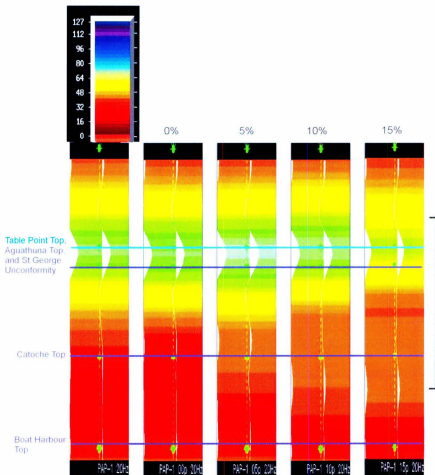 127
112
96
80
64
48
32
16
0
0%
5%
10%
15%
Table Point Top,
Aguathuna Top
and St George
Unconformity
Catoche Top
Boat Harbour
Top
PAP-1 20Hz
PAP-1 00p 20Hz
PAP-1 05p 20Hz
PAP-1 10p 20Hz
PAP-1 15p 20Hz